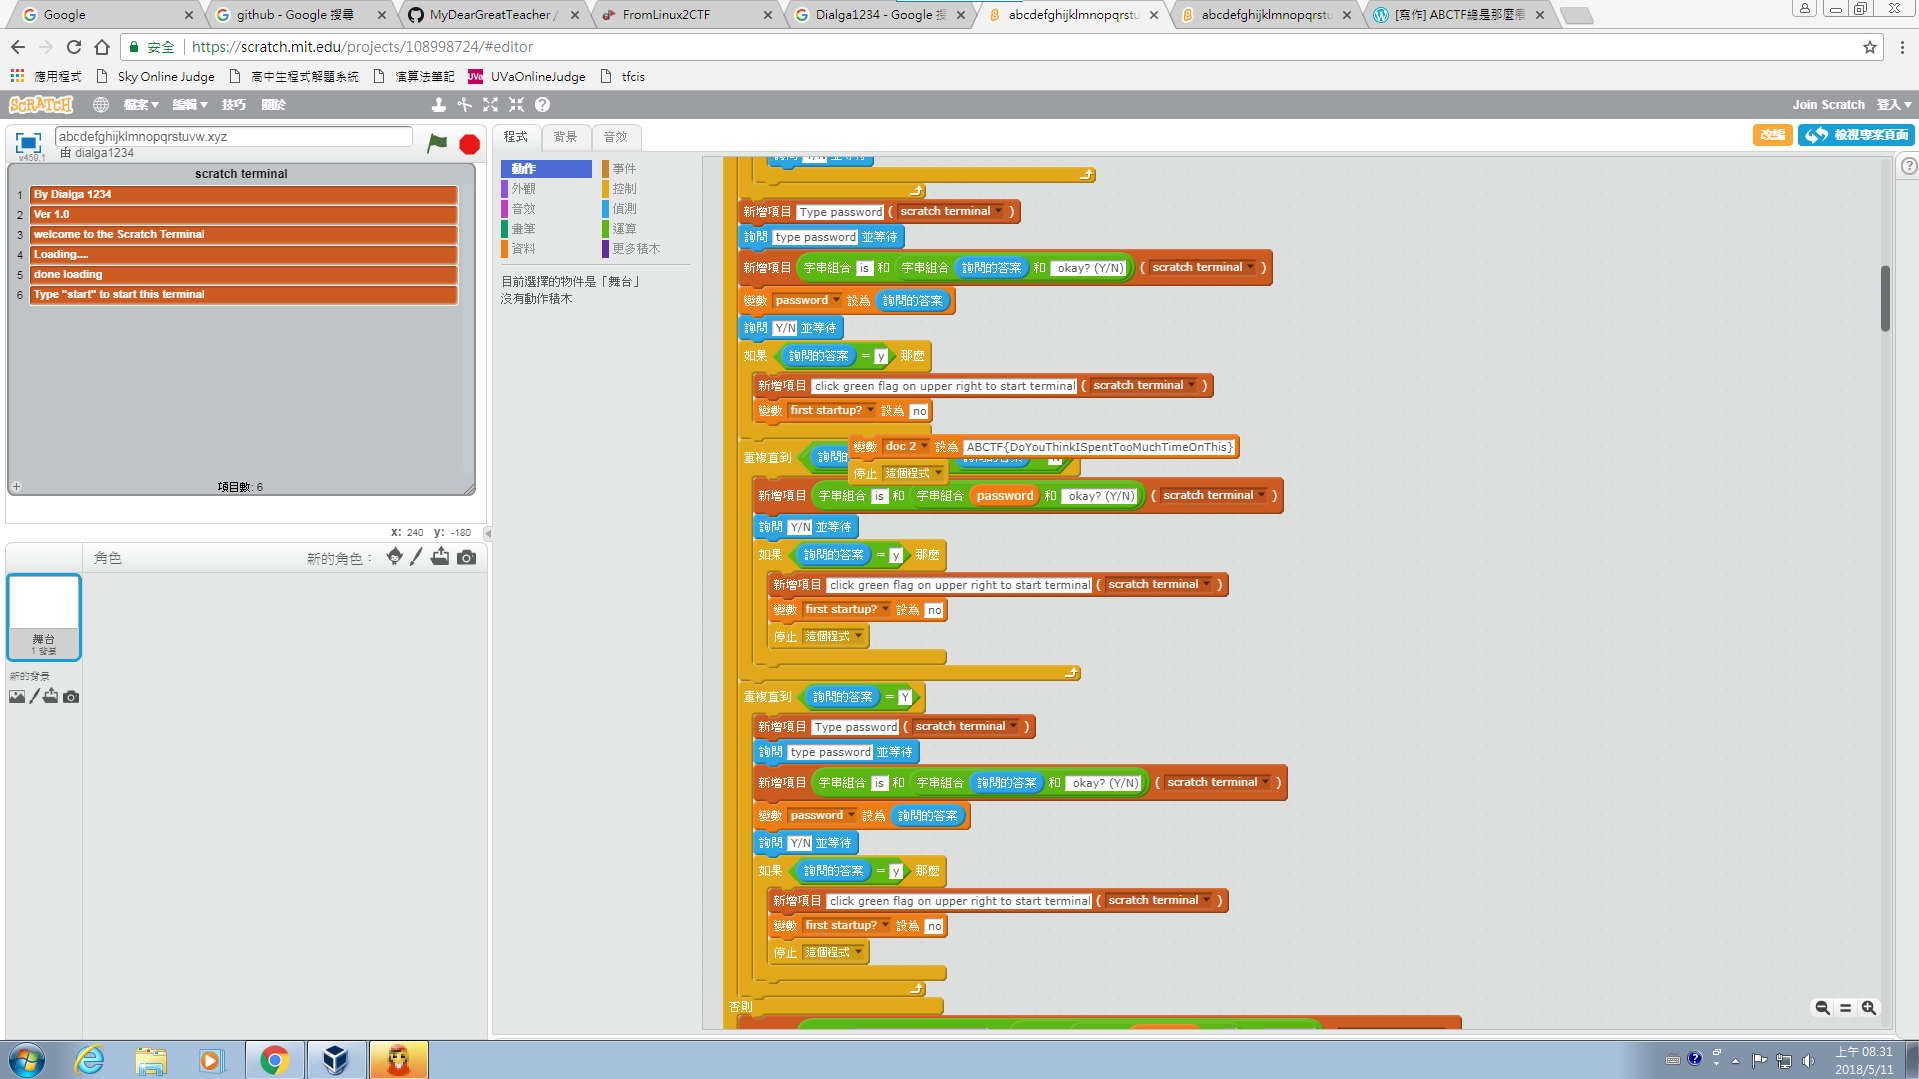 Google
github - Google 搜尋
MyDearGreatTeacher /
FromLinux2CTF
Dialga1234 - Google 搜
abcdefghijklmnopqrstu
abcdefghijklmnopqrstu
[寫作] ABCTF總是那麼
安全 https://scratch.mit.edu/projects/108998724/#editor
應用程式 Sky Online Judge 高中生程式解題系統 演算法筆記 UVaOnlineJudge tfcis
SCRATCH 檔案 編輯 技巧 關於 Join Scratch 登入
abcdefghijklmnopqrstuvw.xyz
由 dialga1234
v459.1
程式 背景 音效
改編 檢視專案頁面
scratch terminal
1 By Dialga 1234
2 Ver 1.0
3 welcome to the Scratch Terminal
4 Loading....
5 done loading
6 Type "start" to start this terminal
項目數: 6
x: 240 y: -180
角色 新的角色：
舞台
1 背景
新的背景
動作 事件
外觀 控制
音效 偵測
畫筆 運算
資料 更多積木
目前選擇的物件是「舞台」
沒有動作積木
詢問 Y/N 並等待
新增項目 Type password ( scratch terminal )
詢問 type password 並等待
新增項目 字串組合 is 和 字串組合 詢問的答案 和 okay? (Y/N) ( scratch terminal )
變數 password 設為 詢問的答案
詢問 Y/N 並等待
如果 詢問的答案 = y 那麼
新增項目 click green flag on upper right to start terminal ( scratch terminal )
變數 first startup? 設為 no
變數 doc 2 設為 ABCTF{DoYouThinkISpentTooMuchTimeOnThis}
重複直到 詢問的
停止 這個程式
新增項目 字串組合 is 和 字串組合 password 和 okay? (Y/N) ( scratch terminal )
詢問 Y/N 並等待
如果 詢問的答案 = y 那麼
新增項目 click green flag on upper right to start terminal ( scratch terminal )
變數 first startup? 設為 no
停止 這個程式
重複直到 詢問的答案 = Y
新增項目 Type password ( scratch terminal )
詢問 type password 並等待
新增項目 字串組合 is 和 字串組合 詢問的答案 和 okay? (Y/N) ( scratch terminal )
變數 password 設為 詢問的答案
詢問 Y/N 並等待
如果 詢問的答案 = y 那麼
新增項目 click green flag on upper right to start terminal ( scratch terminal )
變數 first startup? 設為 no
停止 這個程式
否則
上午 08:31
2018/5/11